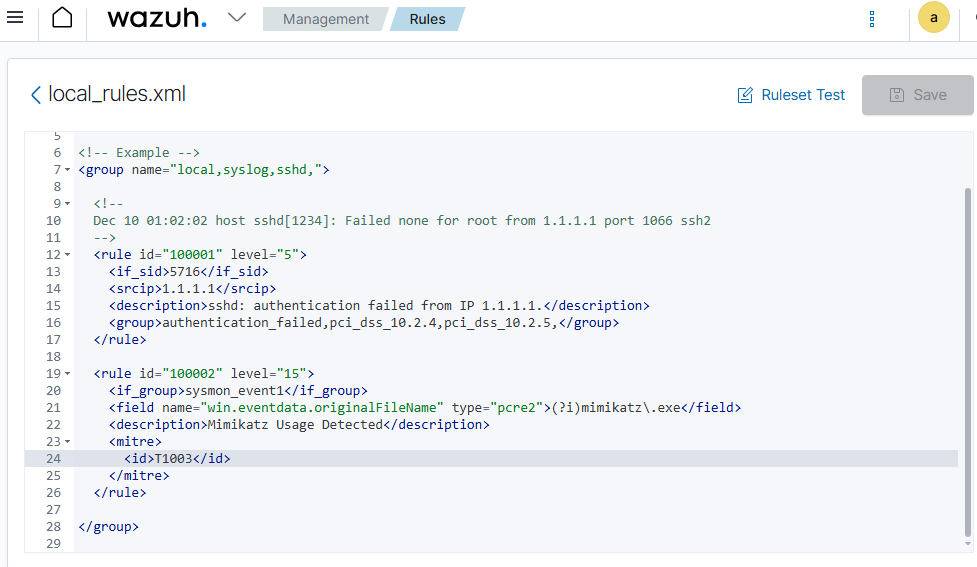 wazuh.
Management
Rules
a
local_rules.xml
Ruleset Test
Save
5
6 <!-- Example -->
7 <group name="local,syslog,sshd,">
8
9 <!--
10 Dec 10 01:02:02 host sshd[1234]: Failed none for root from 1.1.1.1 port 1066 ssh2
11 -->
12 <rule id="100001" level="5">
13 <if_sid>5716</if_sid>
14 <srcip>1.1.1.1</srcip>
15 <description>sshd: authentication failed from IP 1.1.1.1.</description>
16 <group>authentication_failed,pci_dss_10.2.4,pci_dss_10.2.5,</group>
17 </rule>
18
19 <rule id="100002" level="15">
20 <if_group>sysmon_event1</if_group>
21 <field name="win.eventdata.originalFileName" type="pcre2">(?i)mimikatz\.exe</field>
22 <description>Mimikatz Usage Detected</description>
23 <mitre>
24 <id>T1003</id>
25 </mitre>
26 </rule>
27
28 </group>
29